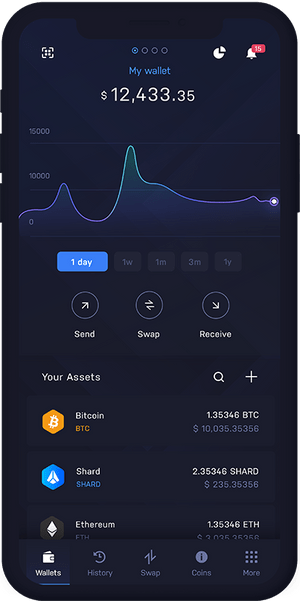 15
My wallet
$ 12,433.35
15000
10000
0
1 day 1w 1m 3m 1y
Send Swap Receive
Your Assets
Bitcoin 1.35346 BTC
BTC $ 10,035.35356
Shard 2.35346 SHARD
SHARD $ 235.35356
Ethereum 1.35346 ETH
ETH $ 3,035.35356
Wallets History Swap Coins More